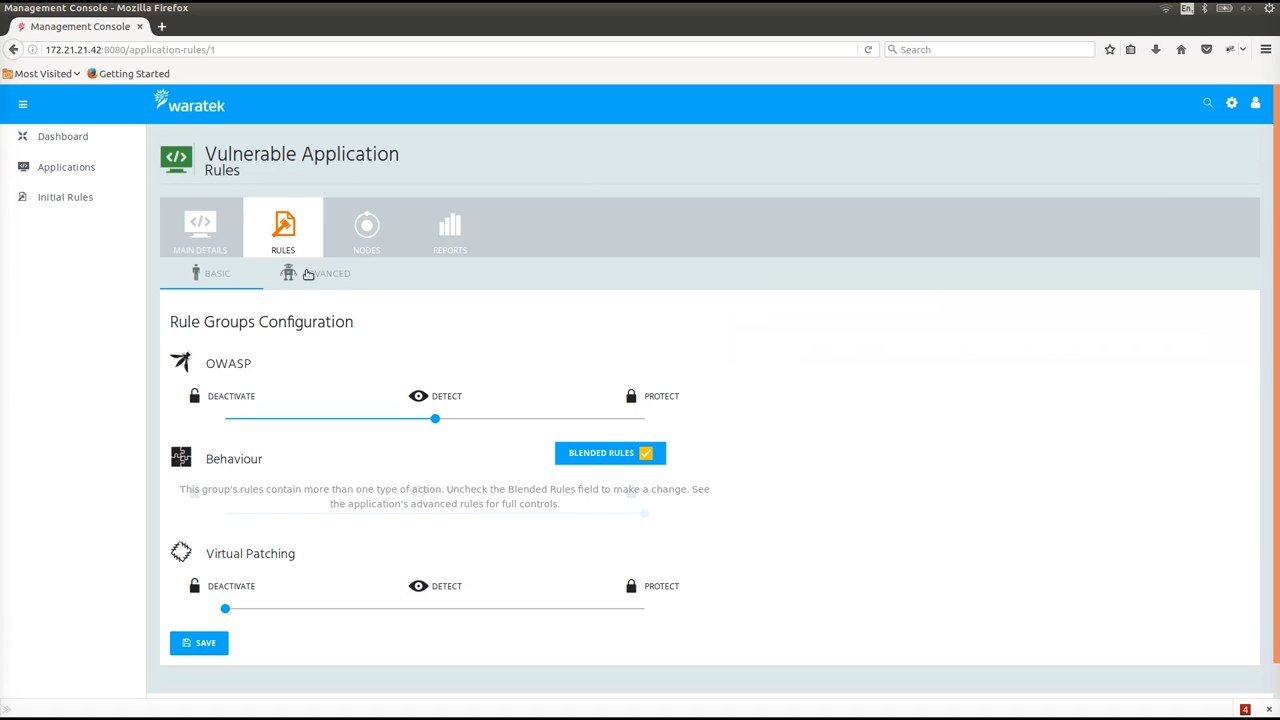 Management Console - Mozilla Firefox
En
Management Console × +
172.21.21.42:8080/application-rules/1
Search
Most Visited
Getting Started
waratek
Dashboard
Applications
Initial Rules
Vulnerable Application
Rules
MAIN DETAILS
RULES
NODES
REPORTS
BASIC
VANCED
Rule Groups Configuration
OWASP
DEACTIVATE
DETECT
PROTECT
Behaviour
BLENDED RULES
This group's rules contain more than one type of action. Uncheck the Blended Rules field to make a change. See
the application's advanced rules for full controls.
Virtual Patching
DEACTIVATE
DETECT
PROTECT
SAVE
4